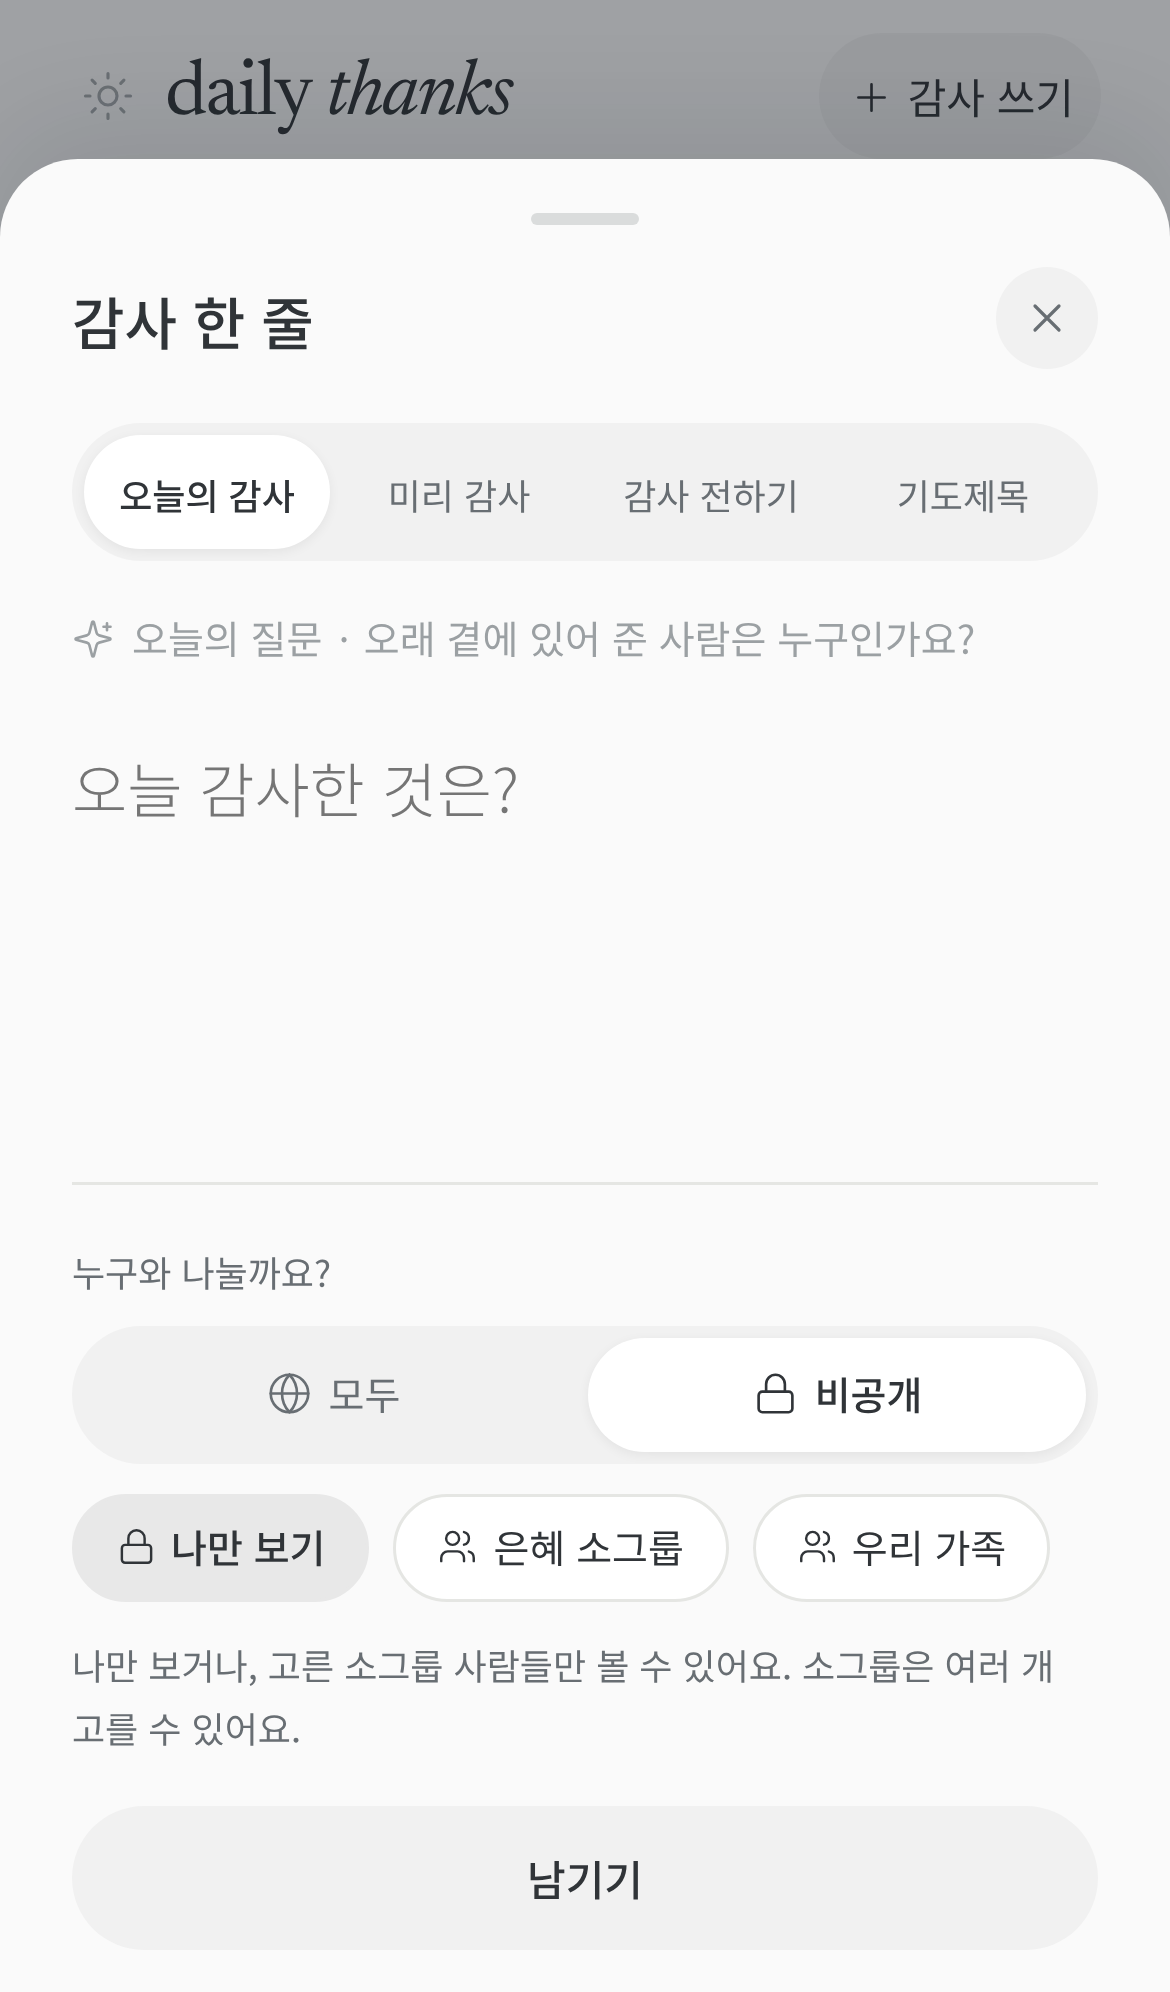 daily thanks
+ 감사 쓰기
감사 한 줄
오늘의 감사
미리 감사
감사 전하기
기도제목
오늘의 질문 · 오래 곁에 있어 준 사람은 누구인가요?
오늘 감사한 것은?
누구와 나눌까요?
모두
비공개
나만 보기
은혜 소그룹
우리 가족
나만 보거나, 고른 소그룹 사람들만 볼 수 있어요. 소그룹은 여러 개
고를 수 있어요.
남기기